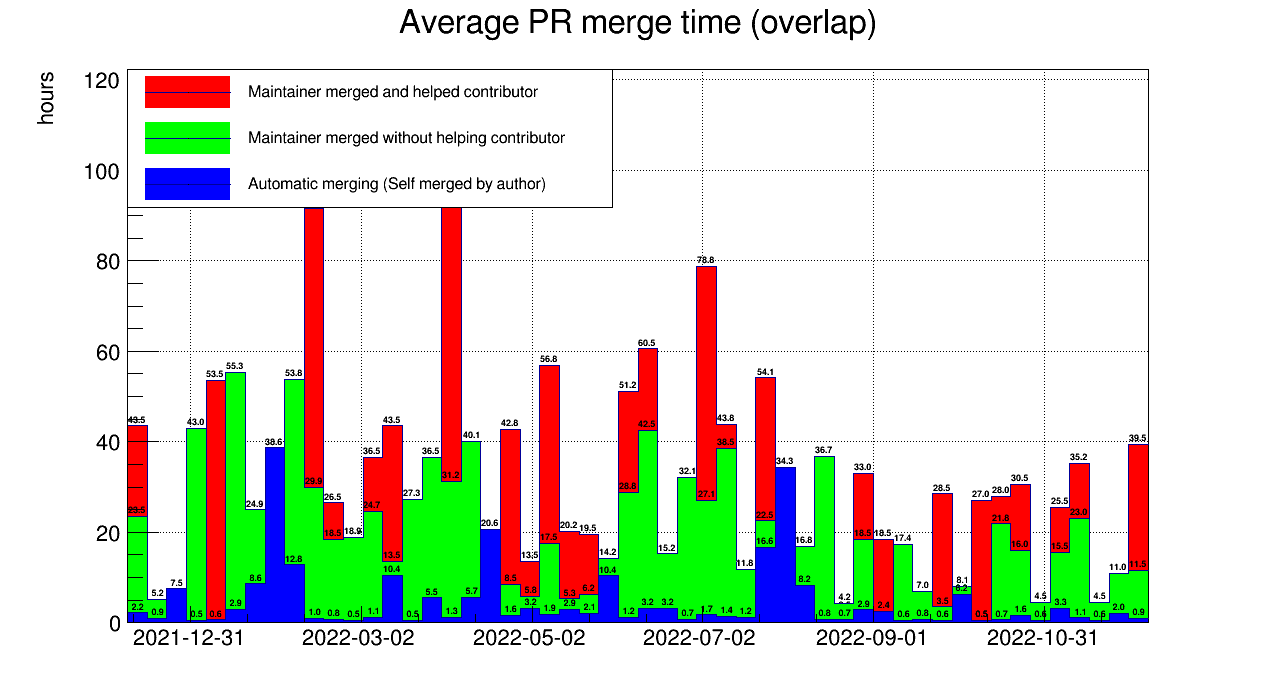 Average PR merge time (overlap)
hours
120
100
80
60
40
20
0
Maintainer merged and helped contributor
Maintainer merged without helping contributor
Automatic merging (Self merged by author)
43.5 23.5 2.2
5.2 0.9
7.5
43.0 0.5
53.5 0.6
55.3 2.9
24.9 8.6
38.6
53.8 12.8
29.9 1.0
26.5 18.5 0.8
18.9 0.5
36.5 24.7 1.1
43.5 13.5 10.4
27.3 0.5
36.5 5.5
31.2 1.3
40.1 5.7
20.6
42.8 8.5 1.6
13.5 5.8 3.2
56.8 17.5 1.9
20.2 5.3 2.9
19.5 6.2 2.1
14.2 10.4
51.2 28.8 1.2
60.5 42.5 3.2
15.2 3.2
32.1 0.7
78.8 27.1 1.7
43.8 38.5 1.4
11.8 1.2
54.1 22.5 16.6
34.3
16.8 8.2
36.7 0.8
4.2 0.7
33.0 18.5 2.9
18.5 2.4
17.4 0.6
7.0 0.8
28.5 3.5 0.6
8.1 6.2
27.0 0.5
28.0 21.8 0.7
30.5 16.0 1.6
4.5 0.6
25.5 15.5 3.3
35.2 23.0 1.1
4.5 0.6
11.0 2.0
39.5 11.5 0.9
2021-12-31
2022-03-02
2022-05-02
2022-07-02
2022-09-01
2022-10-31